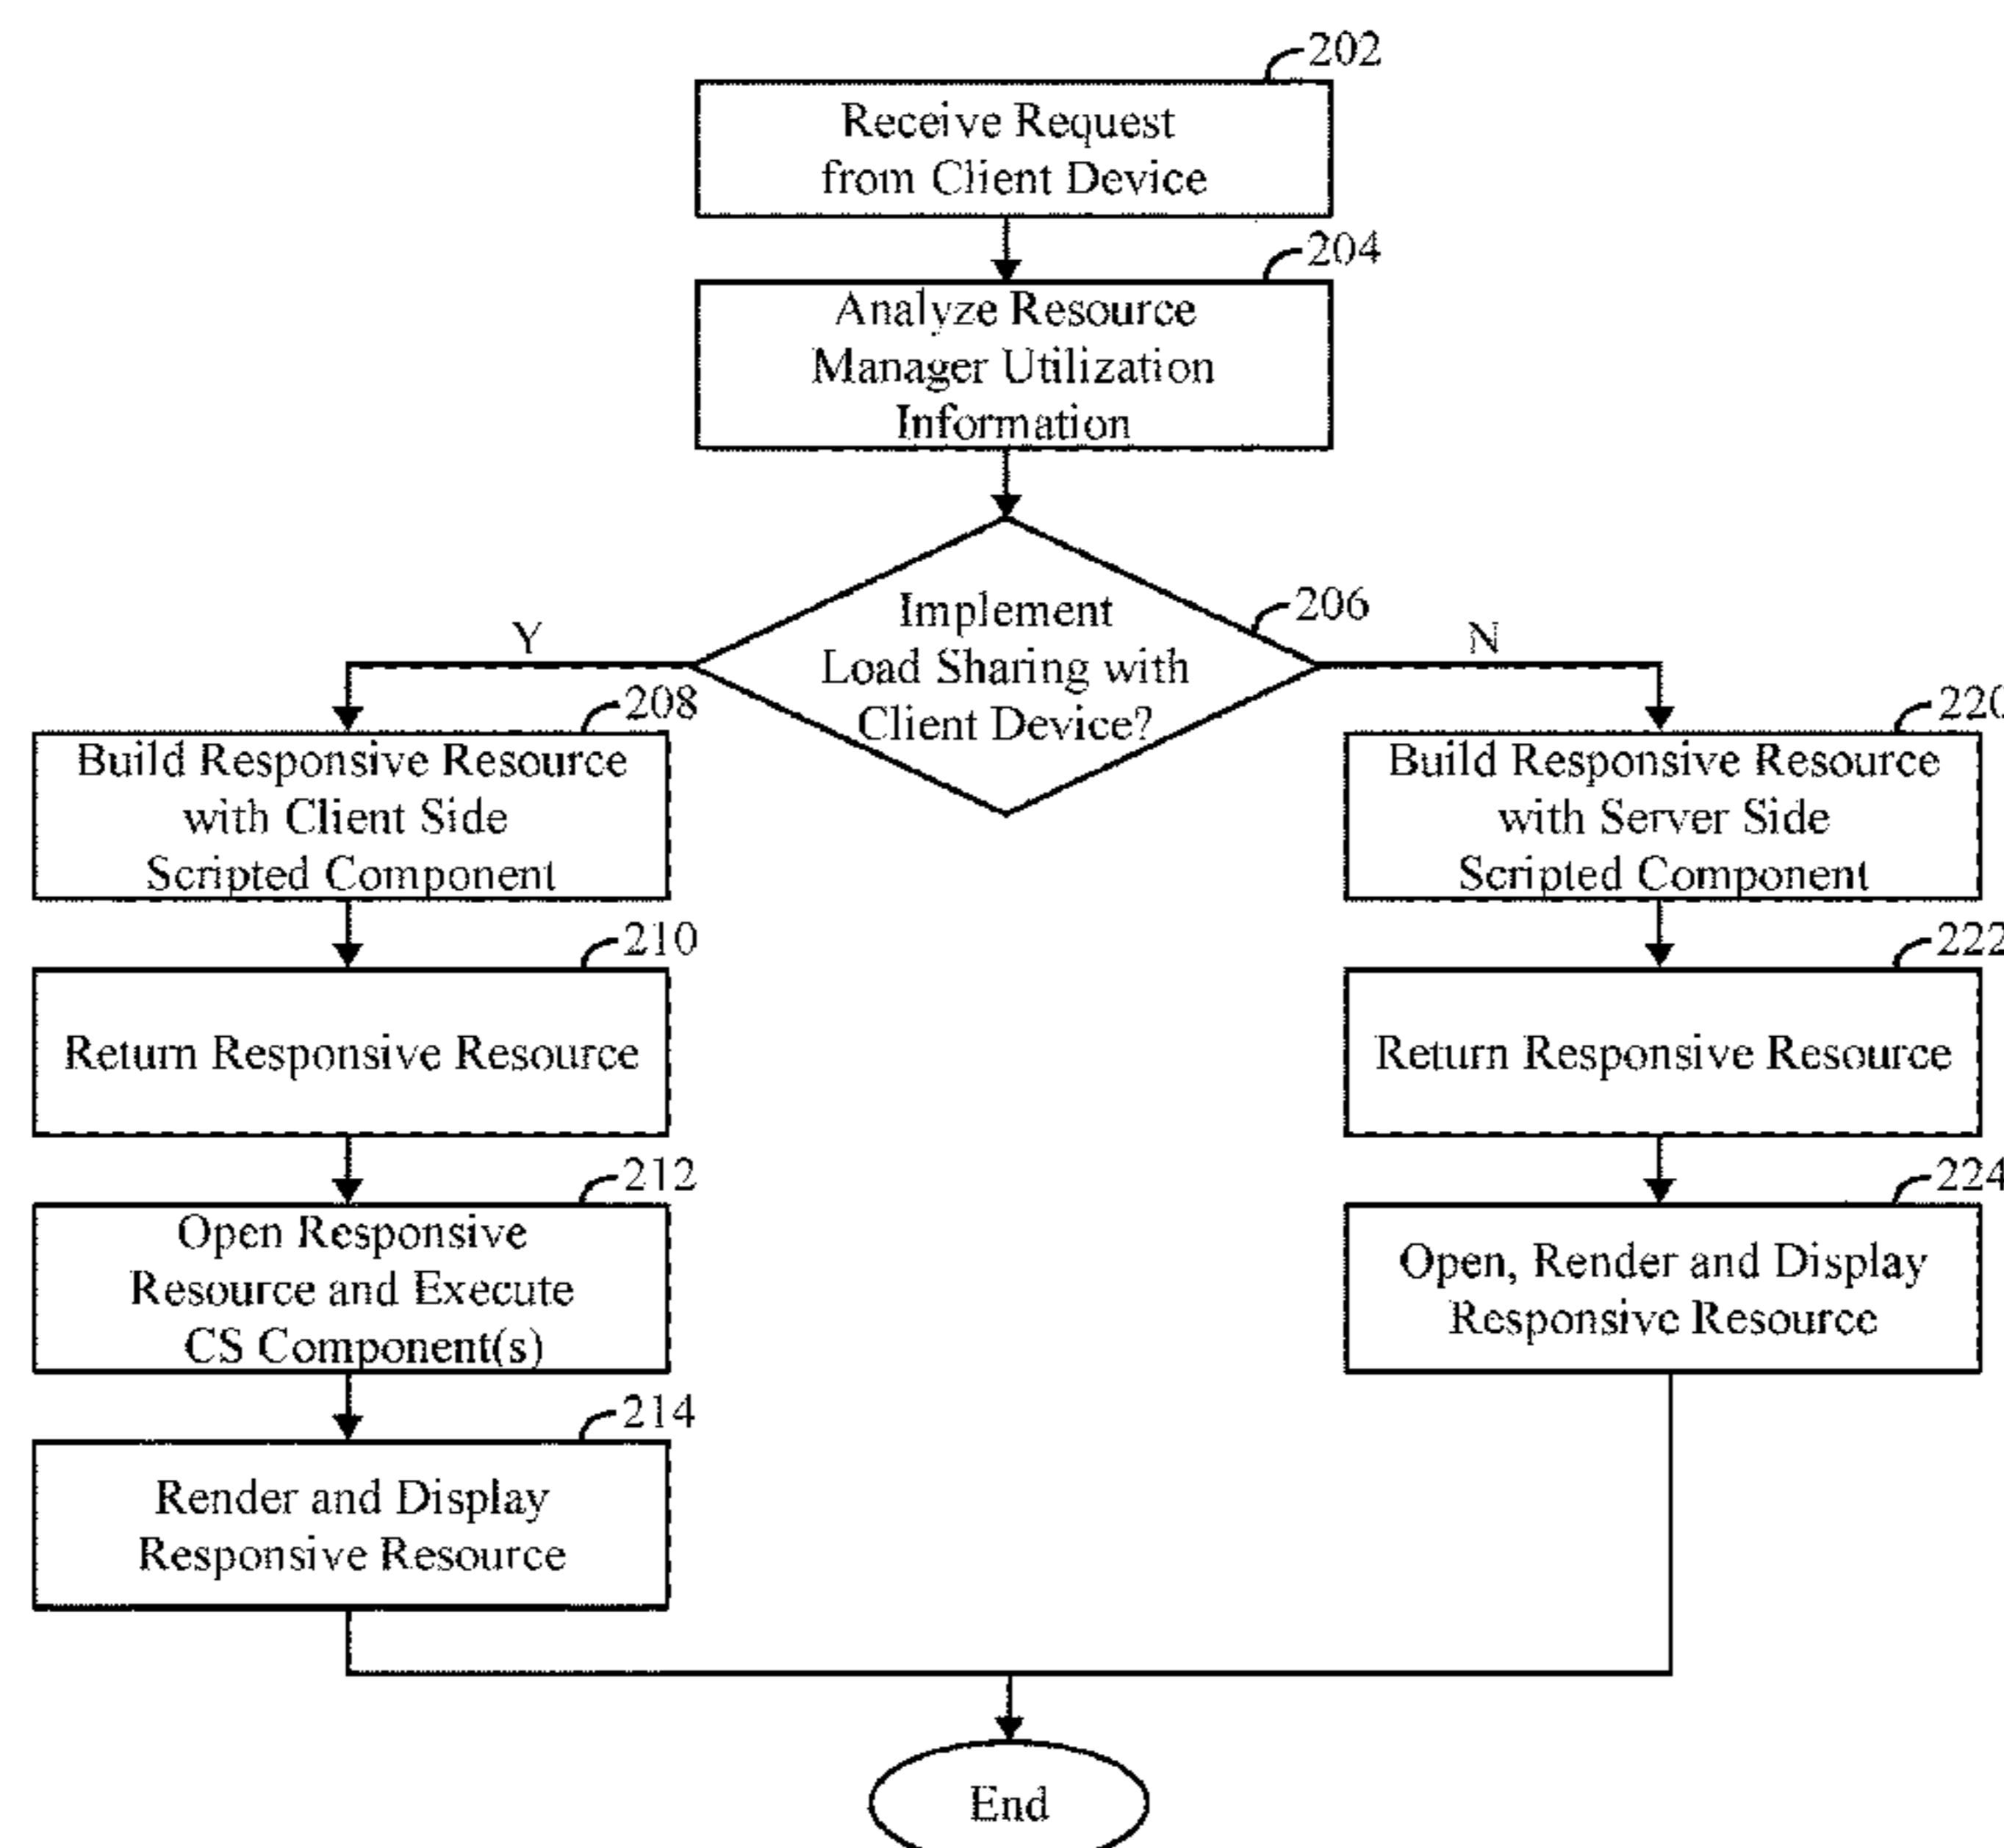 202
Receive Request
from Client Device
204
Analyze Resource
Manager Utilization
Information
206
Implement
Load Sharing with
Client Device?
Y
N
208
Build Responsive Resource
with Client Side
Scripted Component
220
Build Responsive Resource
with Server Side
Scripted Component
210
Return Responsive Resource
222
Return Responsive Resource
212
Open Responsive
Resource and Execute
CS Component(s)
224
Open, Render and Display
Responsive Resource
214
Render and Display
Responsive Resource
End